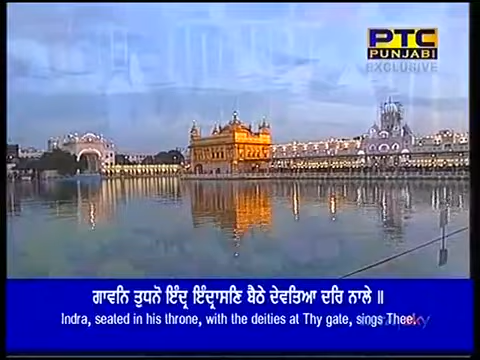 PTC
PUNJABI
EXCLUSIVE
ਗਾਵਨਿ ਤੁਧਨੋ ਇੰਦ੍ਰ ਇੰਦ੍ਰਾਸਣਿ ਬੈਠੇ ਦੇਵਤਿਆ ਦਰਿ ਨਾਲੇ ॥
Indra, seated in his throne, with the deities at Thy gate, sings Thee.